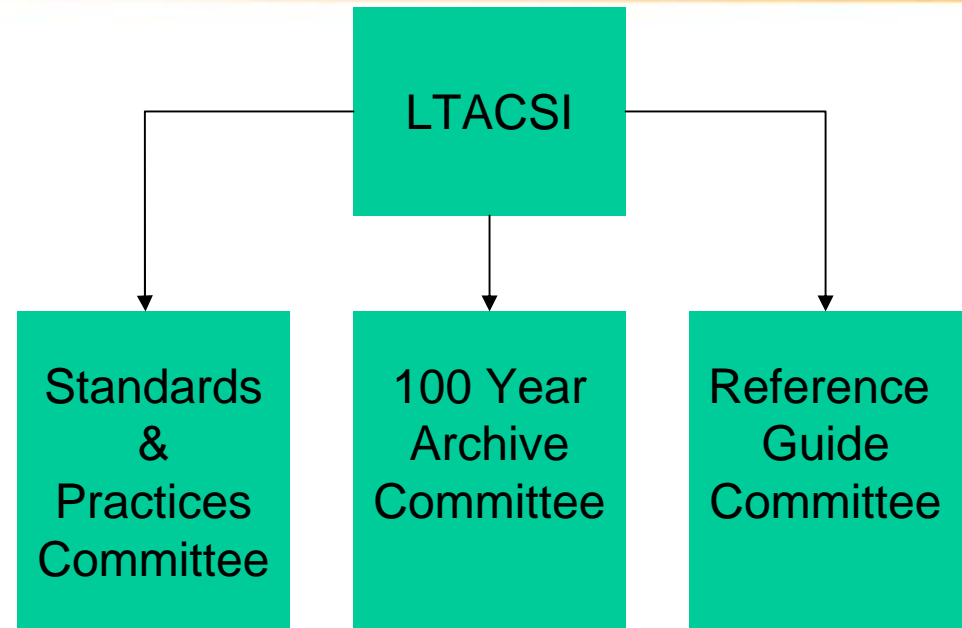 LTACSI
Standards
&
Practices
Committee
100 Year
Archive
Committee
Reference
Guide
Committee